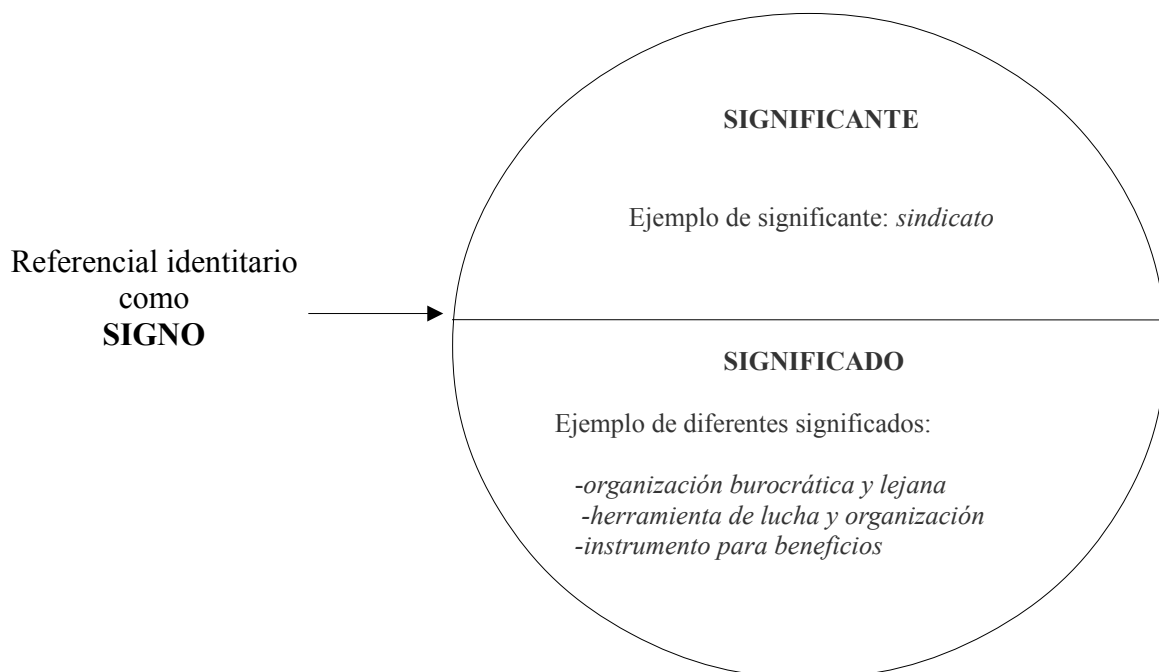 SIGNIFICANTE
Ejemplo de significante: sindicato
Referencial identitario
como
SIGNO
SIGNIFICADO
Ejemplo de diferentes significados:
-organización burocrática y lejana
-herramienta de lucha y organización
-instrumento para beneficios